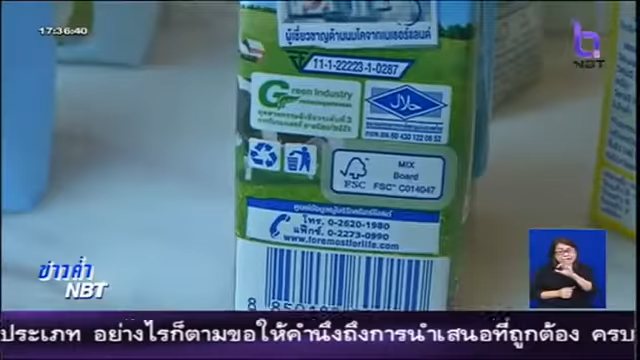 17:36:40
NBT
ผู้เชี่ยวชาญด้านนมโคจากเนเธอร์แลนด์
11-1-22223-1-0287
Green Industry
حلال
MIX
Board
FSC
FSC™ C014047
โทร. 0-2620-1980
แฟ็กซ์. 0-2273-0990
www.foremostforlife.com
ข่าวค่ำ
NBT
ประเภท อย่างไรก็ตามขอให้คำนึงถึงการนำเสนอที่ถูกต้อง ครบ